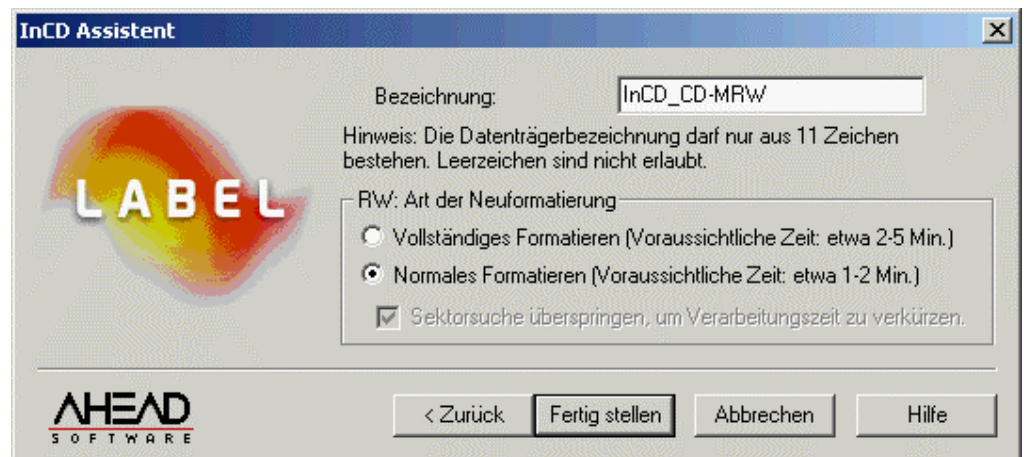 InCD Assistent
Bezeichnung: InCD_CD-MRW
Hinweis: Die Datenträgerbezeichnung darf nur aus 11 Zeichen
bestehen. Leerzeichen sind nicht erlaubt.
LABEL
RW: Art der Neuformatierung
Vollständiges Formatieren (Voraussichtliche Zeit: etwa 2-5 Min.)
Normales Formatieren (Voraussichtliche Zeit: etwa 1-2 Min.)
Sektorsuche überspringen, um Verarbeitungszeit zu verkürzen.
AHEAD
SOFTWARE
< Zurück Fertig stellen Abbrechen Hilfe